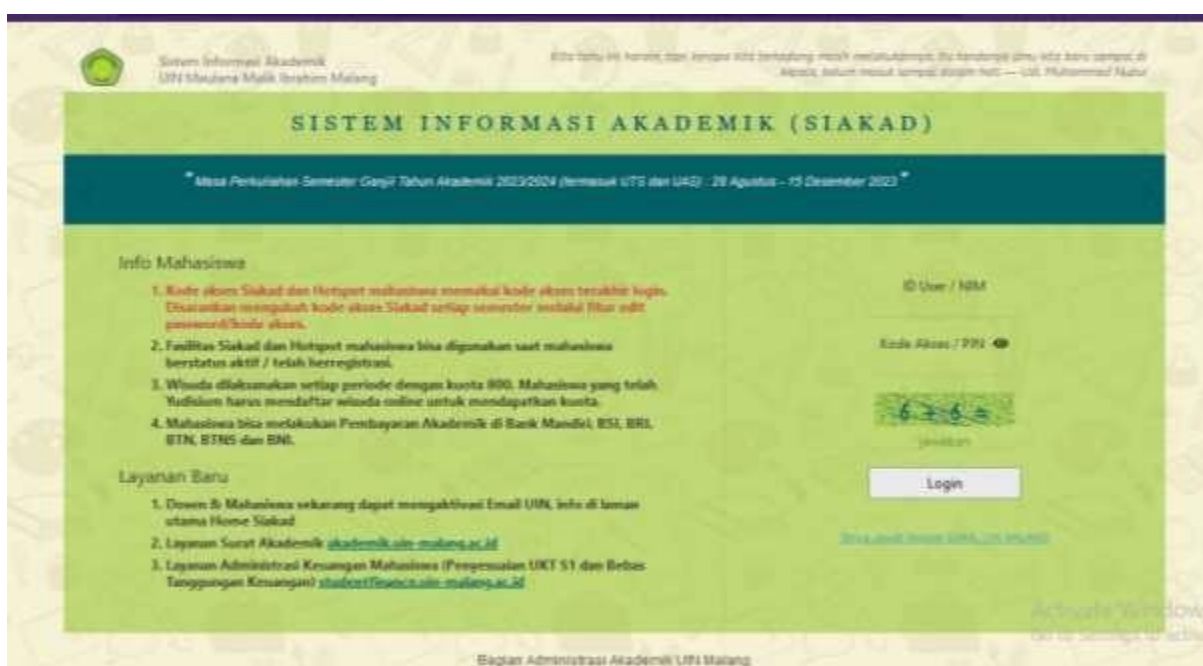 Sistem Informasi Akademik
UIN Maulana Malik Ibrahim Malang
SISTEM INFORMASI AKADEMIK (SIAKAD)
"Masa Perkuliahan Semester Ganjil Tahun Akademik 2023/2024 (termasuk UTS dan UAS) : 28 Agustus - 15 Desember 2023"
Info Mahasiswa
1. Kode akses Siakad dan Hotspot mahasiswa memakai kode akses terakhir login.
Disarankan mengubah kode akses Siakad setiap semester melalui fitur edit
password/kode akses.
2. Fasilitas Siakad dan Hotspot mahasiswa bisa digunakan saat mahasiswa
berstatus aktif / telah herregistrasi.
3. Wisuda dilaksanakan setiap periode dengan kuota 800. Mahasiswa yang telah
Yudisium harus mendaftar wisuda online untuk mendapatkan kuota.
4. Mahasiswa bisa melakukan Pembayaran Akademik di Bank Mandiri, BSI, BRI,
BTN, BTNS dan BNI.
Layanan Baru
1. Dosen & Mahasiswa sekarang dapat mengaktivasi Email UIN, info di laman
utama Home Siakad
2. Layanan Surat Akademik akademik.uin-malang.ac.id
3. Layanan Administrasi Keuangan Mahasiswa (Penyesuaian UKT S1 dan Bebas
Tanggungan Keuangan) studentfinance.uin-malang.ac.id
ID User / NIM
Kode Akses / PIN
6+6=
jawaban
Login
Activate Window
Go to Settings to acti
Bagian Administrasi Akademik UIN Malang